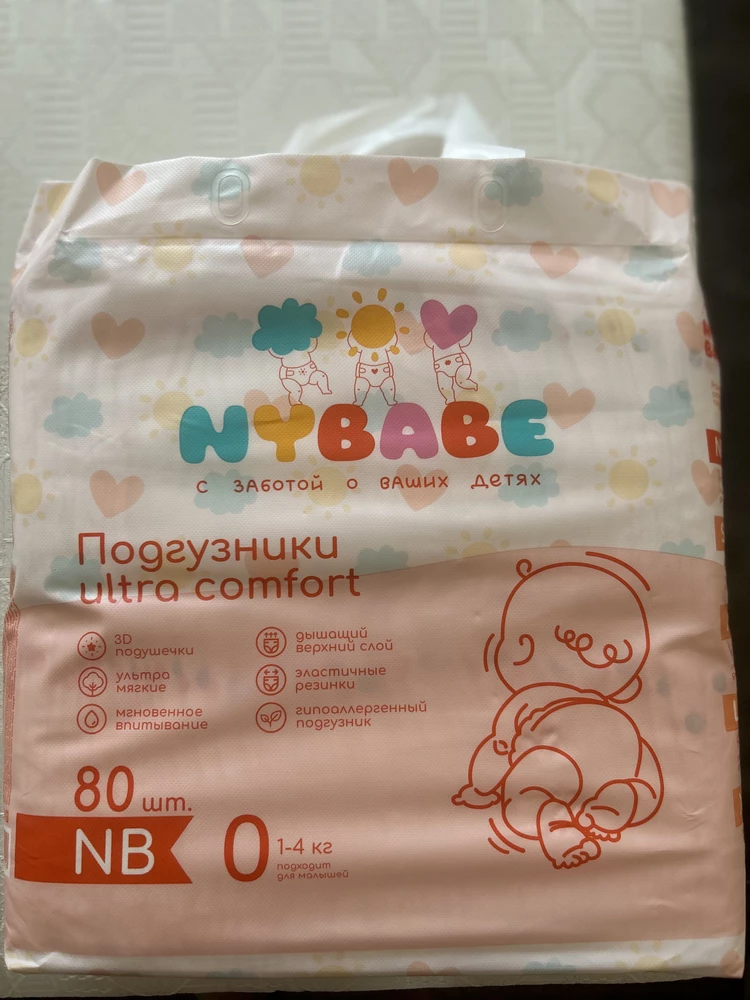 NYBABE
с заботой о ваших детях
Подгузники
ultra comfort
3D
подушечки
дышащий
верхний слой
ультра
мягкие
эластичные
резинки
мгновенное
впитывание
гипоаллергенный
подгузник
80 шт.
NB 0 1-4 кг
подходит
для малышей